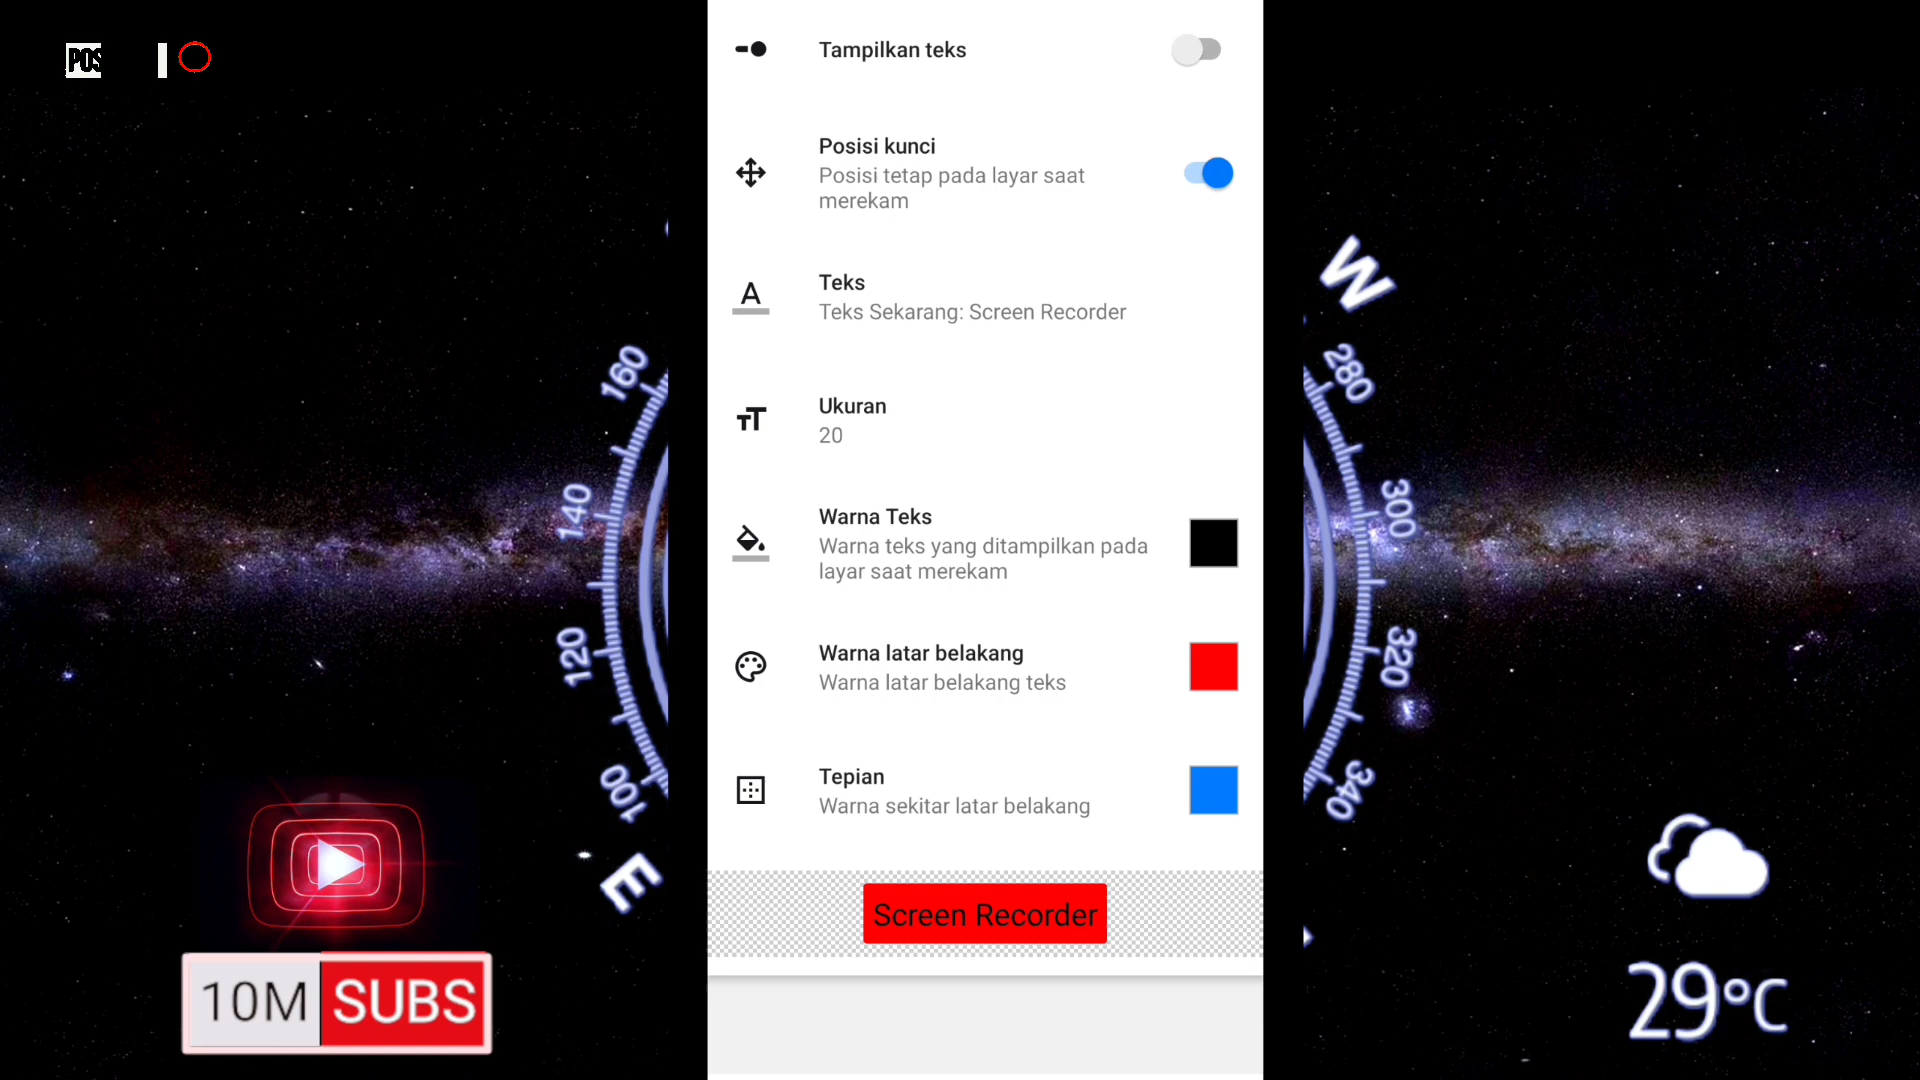 POS
Tampilkan teks
Posisi kunci
Posisi tetap pada layar saat
merekam
A
Teks
Teks Sekarang: Screen Recorder
TT
Ukuran
20
Warna Teks
Warna teks yang ditampilkan pada
layar saat merekam
Warna latar belakang
Warna latar belakang teks
Tepian
Warna sekitar latar belakang
Screen Recorder
160
140
120
100
E
10M SUBS
W
280
300
320
340
29°C